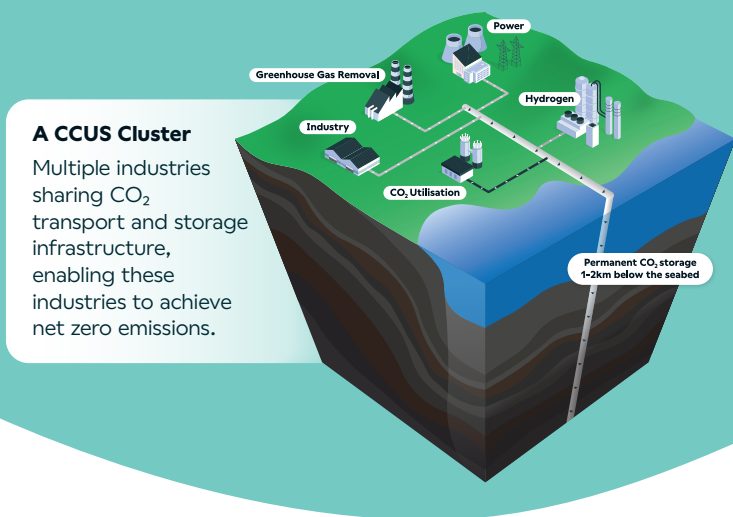 A CCUS Cluster
Multiple industries
sharing CO₂
transport and storage
infrastructure,
enabling these
industries to achieve
net zero emissions.
Power
Greenhouse Gas Removal
Hydrogen
Industry
CO₂ Utilisation
Permanent CO₂ storage
1-2km below the seabed